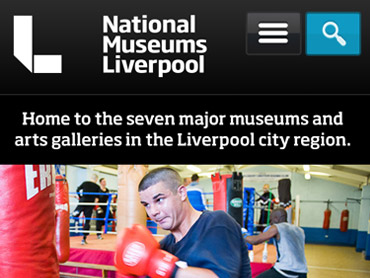 National
Museums
Liverpool
Home to the seven major museums and
arts galleries in the Liverpool city region.